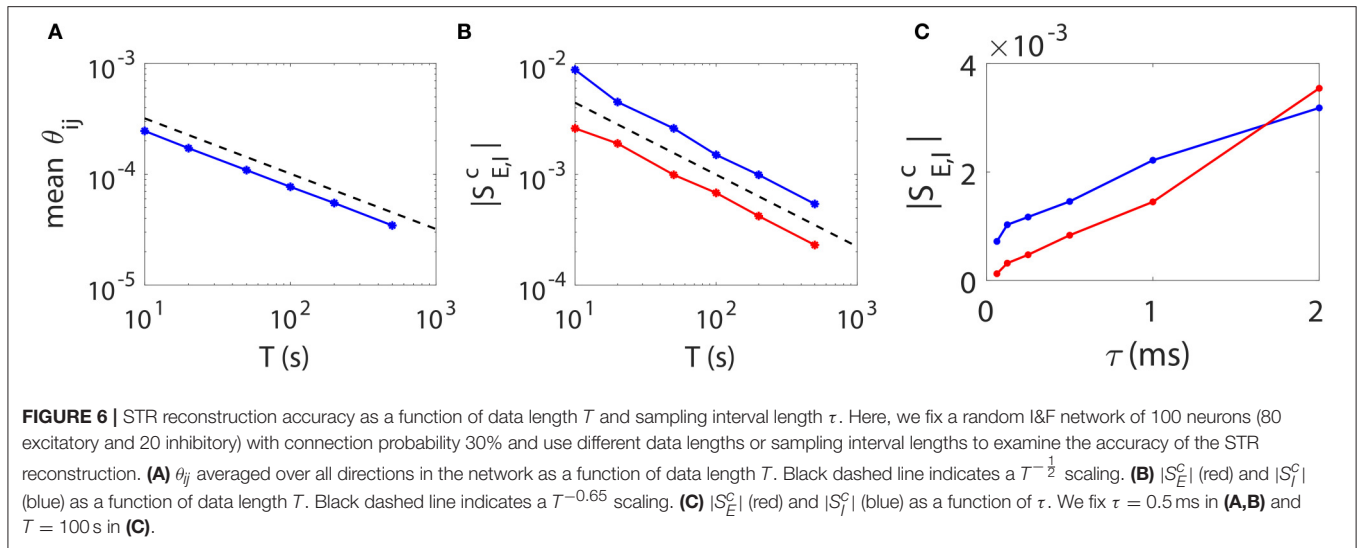 A
B
C
10^-3
10^-4
10^-5
mean θ_ij
10^1
10^2
10^3
T (s)
10^-2
10^-3
10^-4
|S^c_E,I|
10^1
10^2
10^3
T (s)
×10^-3
4
2
0
|S^c_E,I|
0
1
2
τ (ms)
FIGURE 6 | STR reconstruction accuracy as a function of data length T and sampling interval length τ. Here, we fix a random I&F network of 100 neurons (80
excitatory and 20 inhibitory) with connection probability 30% and use different data lengths or sampling interval lengths to examine the accuracy of the STR
reconstruction. (A) θ_ij averaged over all directions in the network as a function of data length T. Black dashed line indicates a T^-1/2 scaling. (B) |S^c_E| (red) and |S^c_I|
(blue) as a function of data length T. Black dashed line indicates a T^-0.65 scaling. (C) |S^c_E| (red) and |S^c_I| (blue) as a function of τ. We fix τ = 0.5 ms in (A,B) and
T = 100 s in (C).